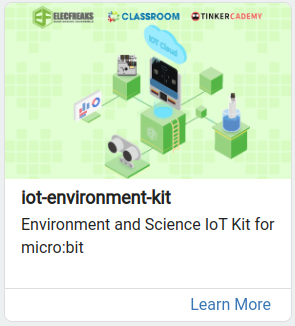 ELECFREAKS CLASSROOM TINKERCADEMY
IOT Cloud
iot-environment-kit
Environment and Science IoT Kit for
micro:bit
Learn More